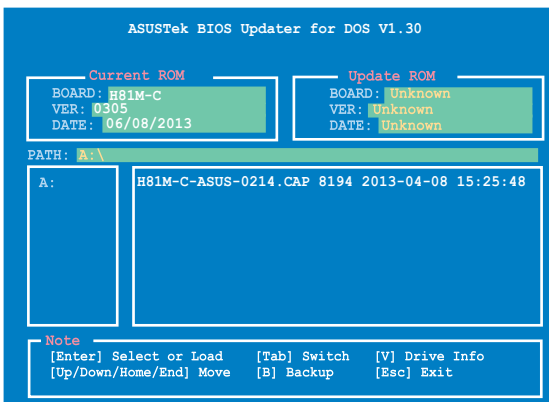 ASUSTek BIOS Updater for DOS V1.30
Current ROM
BOARD: H81M-C
VER: 0305
DATE: 06/08/2013
Update ROM
BOARD: Unknown
VER: Unknown
DATE: Unknown
PATH: A:\
A:
H81M-C-ASUS-0214.CAP 8194 2013-04-08 15:25:48
Note
[Enter] Select or Load [Tab] Switch [V] Drive Info
[Up/Down/Home/End] Move [B] Backup [Esc] Exit